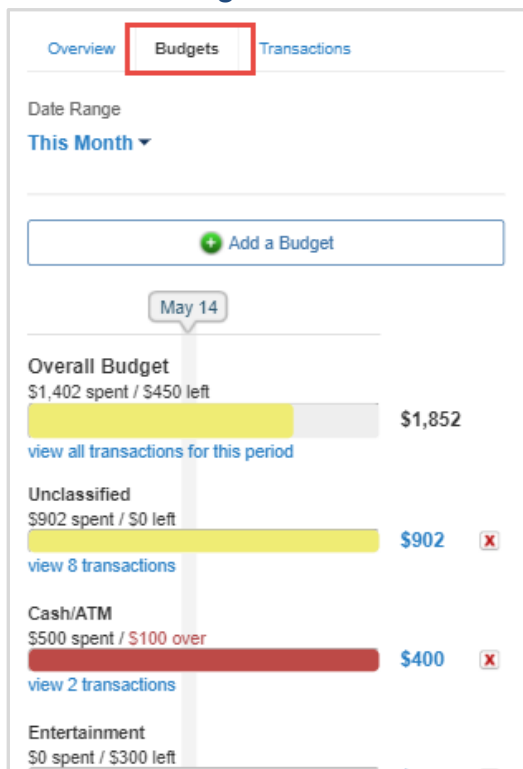 Overview Budgets Transactions
Date Range
This Month
Add a Budget
May 14
Overall Budget
$1,402 spent / $450 left
$1,852
view all transactions for this period
Unclassified
$902 spent / $0 left
$902 x
view 8 transactions
Cash/ATM
$500 spent / $100 over
$400 x
view 2 transactions
Entertainment
$0 spent / $300 left